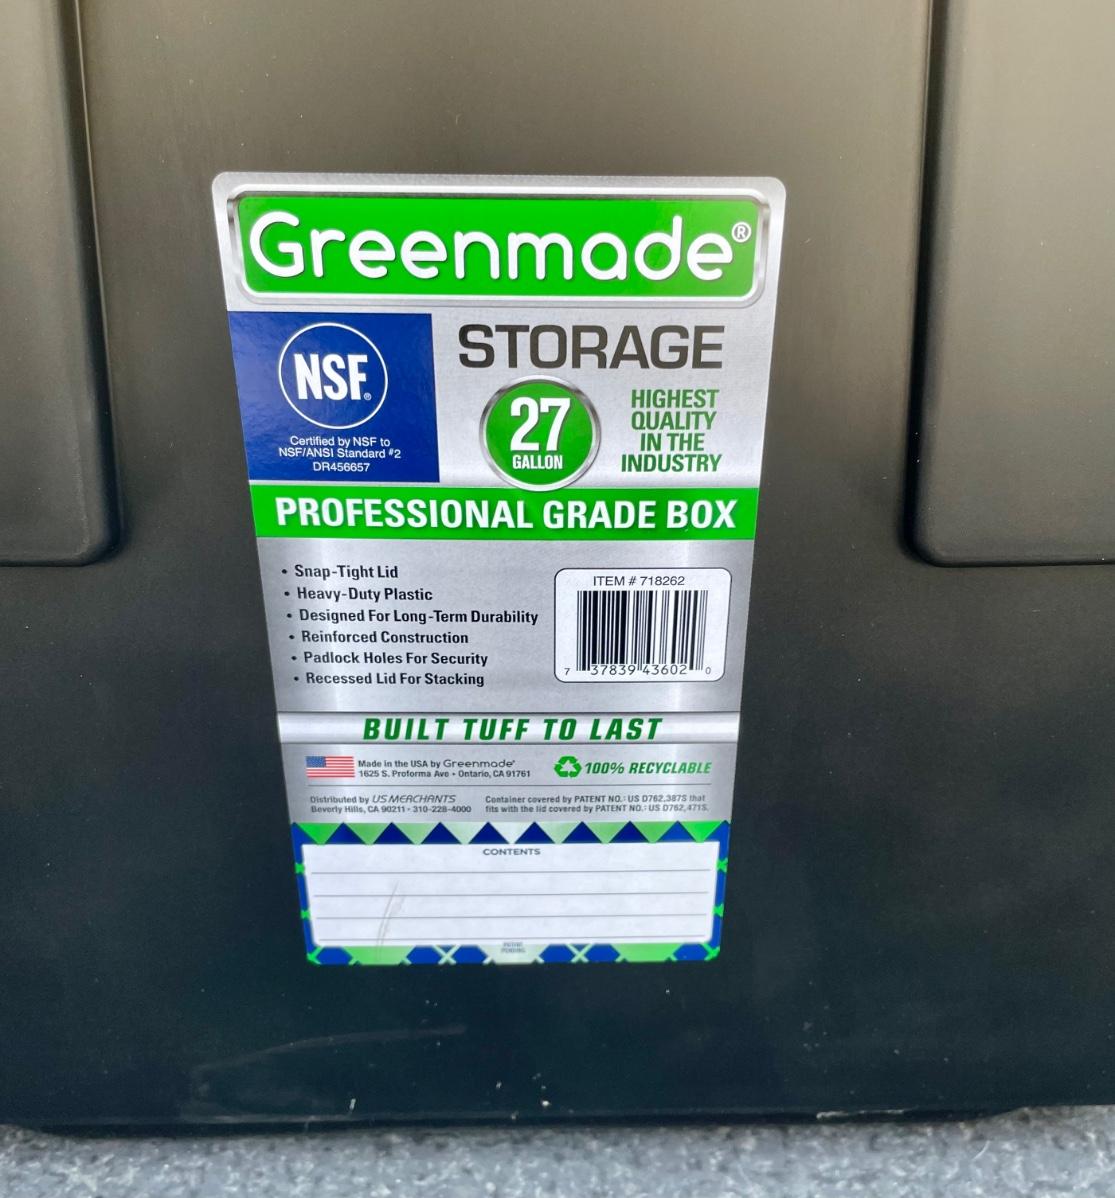 Greenmade®
NSF®
Certified by NSF to
NSF/ANSI Standard #2
DR456657
STORAGE
27
GALLON
HIGHEST
QUALITY
IN THE
INDUSTRY
PROFESSIONAL GRADE BOX
• Snap-Tight Lid
• Heavy-Duty Plastic
• Designed For Long-Term Durability
• Reinforced Construction
• Padlock Holes For Security
• Recessed Lid For Stacking
ITEM # 718262
7 37839 43602 0
BUILT TUFF TO LAST
Made in the USA by Greenmade®
1625 S. Proforma Ave • Ontario, CA 91761
100% RECYCLABLE
Distributed by US MERCHANTS
Beverly Hills, CA 90211 • 310-228-4000
Container covered by PATENT NO.: US D762,387S that
fits with the lid covered by PATENT NO.: US D762,471S.
CONTENTS
PATENT
PENDING